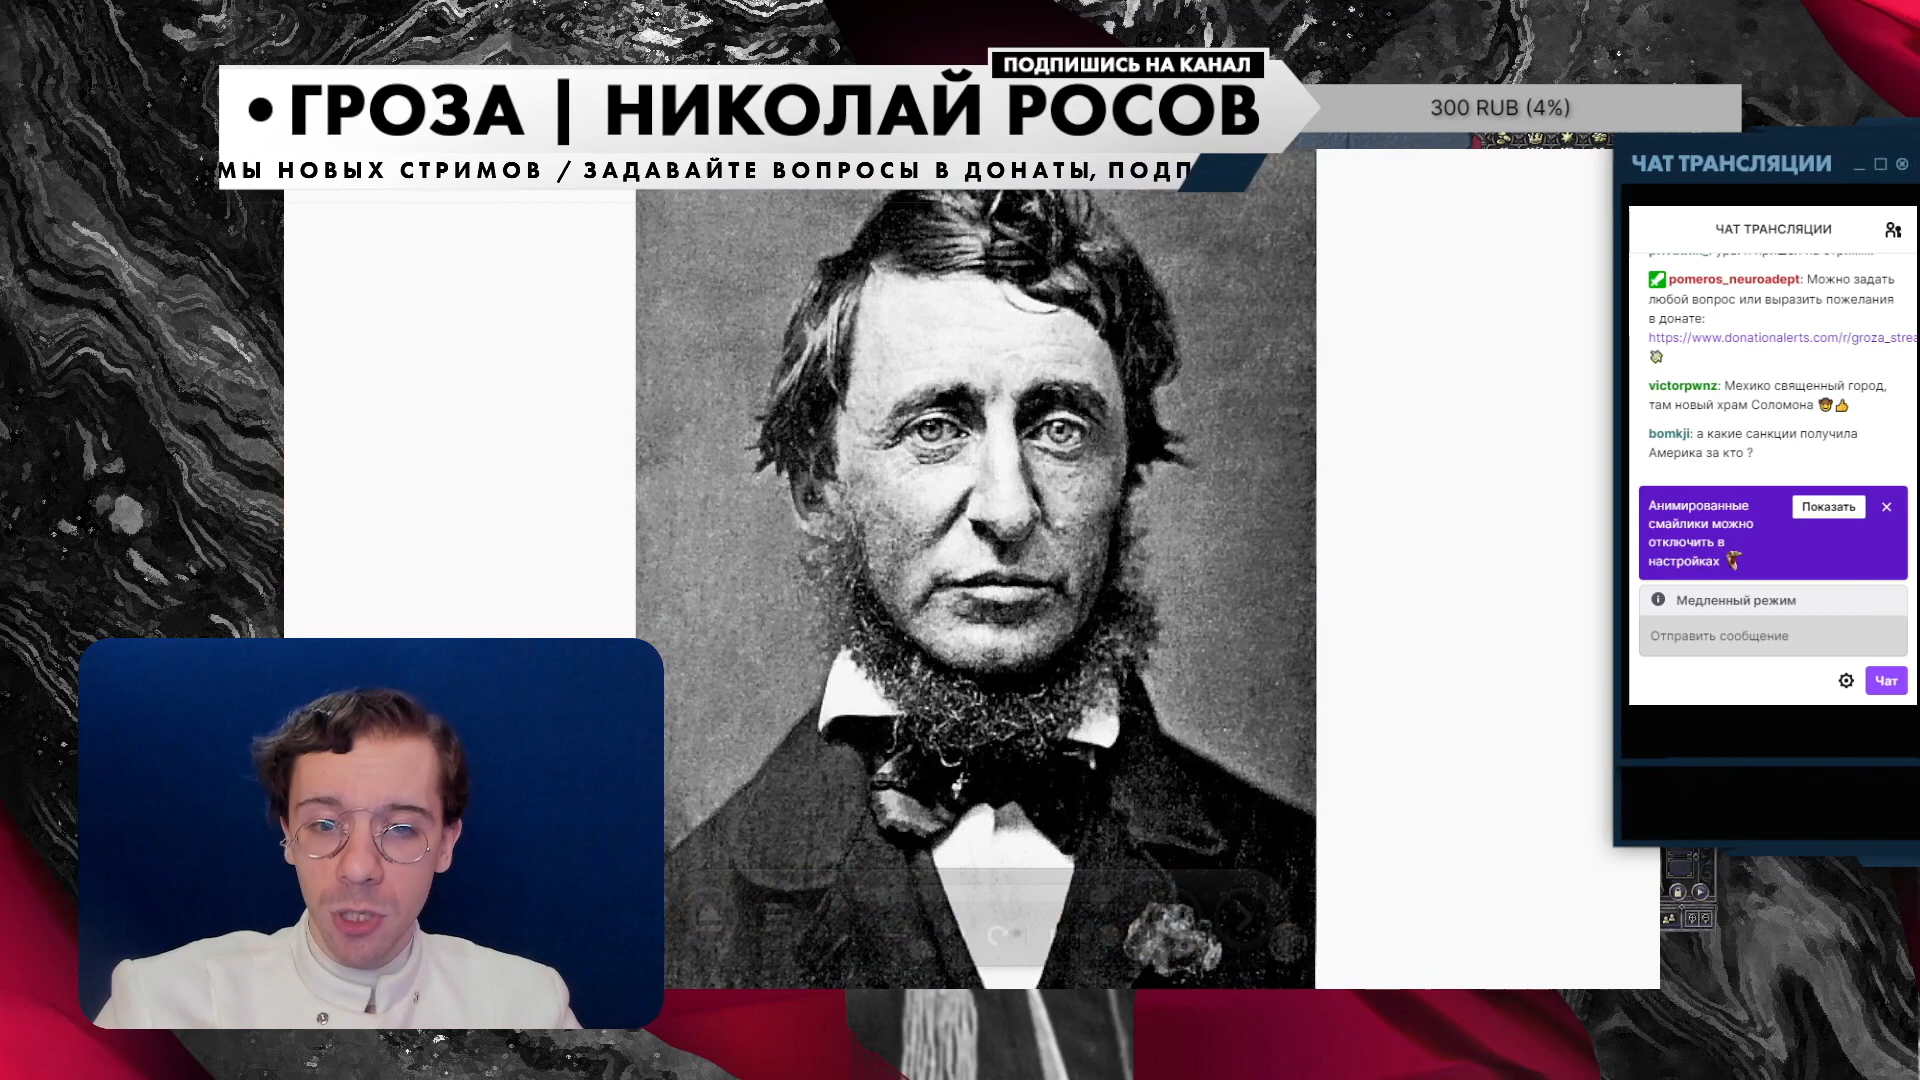 ПОДПИШИСЬ НА КАНАЛ
•ГРОЗА | НИКОЛАЙ РОСОВ
300 RUB (4%)
МЫ НОВЫХ СТРИМОВ / ЗАДАВАЙТЕ ВОПРОСЫ В ДОНАТЫ, ПОДП
ЧАТ ТРАНСЛЯЦИИ
ЧАТ ТРАНСЛЯЦИИ
pomeros_neuroadept: Можно задать
любой вопрос или выразить пожелания
в донате:
https://www.donationalerts.com/r/groza_strea
victorpwnz: Мехико священный город,
там новый храм Соломона 🤠👍
bomkji: а какие санкции получила
Америка за кто ?
Анимированные
смайлики можно
отключить в
настройках
Показать
Медленный режим
Отправить сообщение
Чат